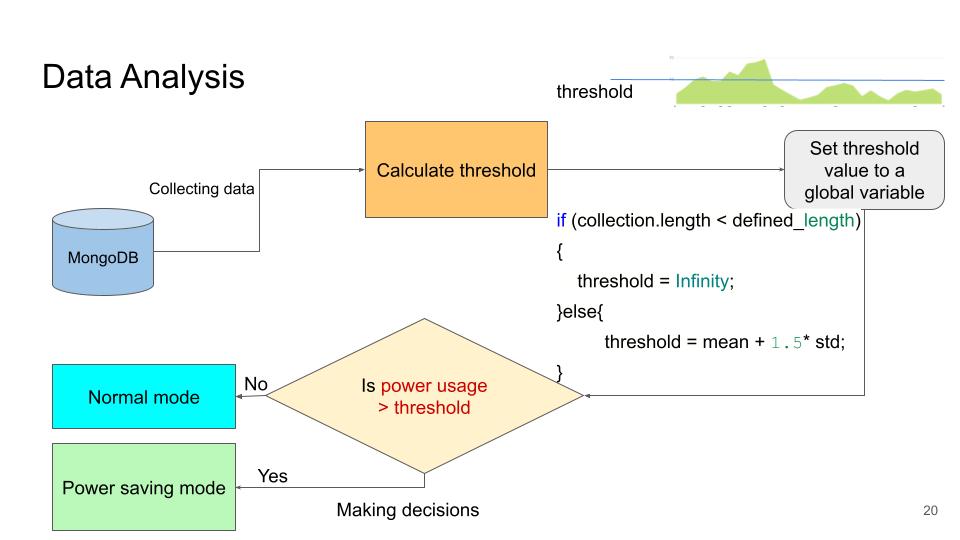 Data Analysis
threshold
Calculate threshold
Set threshold
value to a
global variable
Collecting data
MongoDB
if (collection.length < defined_length)
{
threshold = Infinity;
}else{
threshold = mean + 1.5* std;
}
Is power usage
> threshold
No
Normal mode
Yes
Power saving mode
Making decisions
20